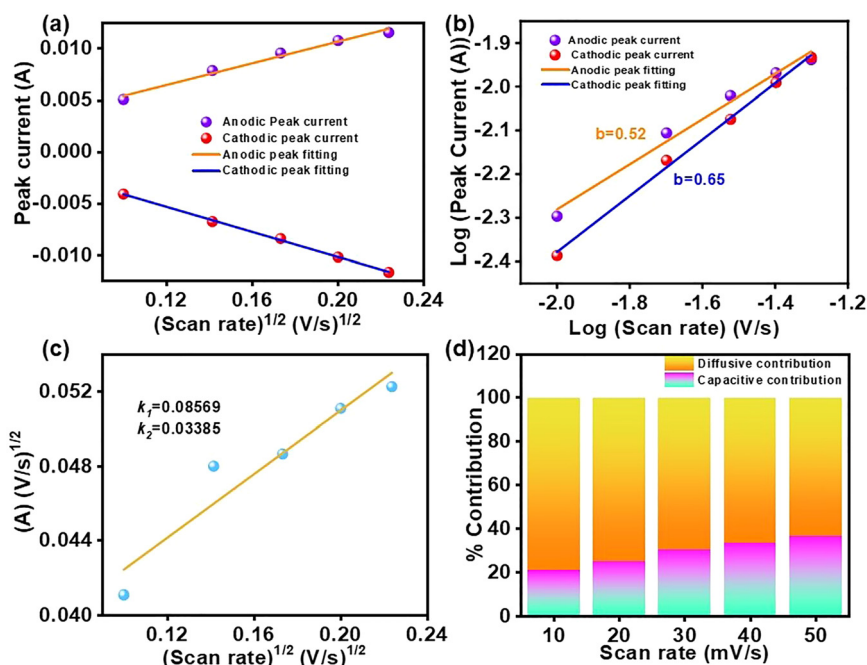 (a)
Peak current (A)
0.010
0.005
0.000
-0.005
-0.010
Anodic Peak current
Cathodic peak current
Anodic peak fitting
Cathodic peak fitting
0.12 0.16 0.20 0.24
(Scan rate)1/2 (V/s)1/2
(b)
Log (Peak Current (A))
-1.9
-2.0
-2.1
-2.2
-2.3
-2.4
Anodic peak current
Cathodic peak current
Anodic peak fitting
Cathodic peak fitting
b=0.52
b=0.65
-2.0 -1.8 -1.6 -1.4 -1.2
Log (Scan rate) (V/s)
(c)
(A) (V/s)1/2
0.052
0.048
0.044
0.040
k1=0.08569
k2=0.03385
0.12 0.16 0.20 0.24
(Scan rate)1/2 (V/s)1/2
(d)
% Contribution
120
100
80
60
40
20
0
Diffusive contribution
Capacitive contribution
10 20 30 40 50
Scan rate (mV/s)